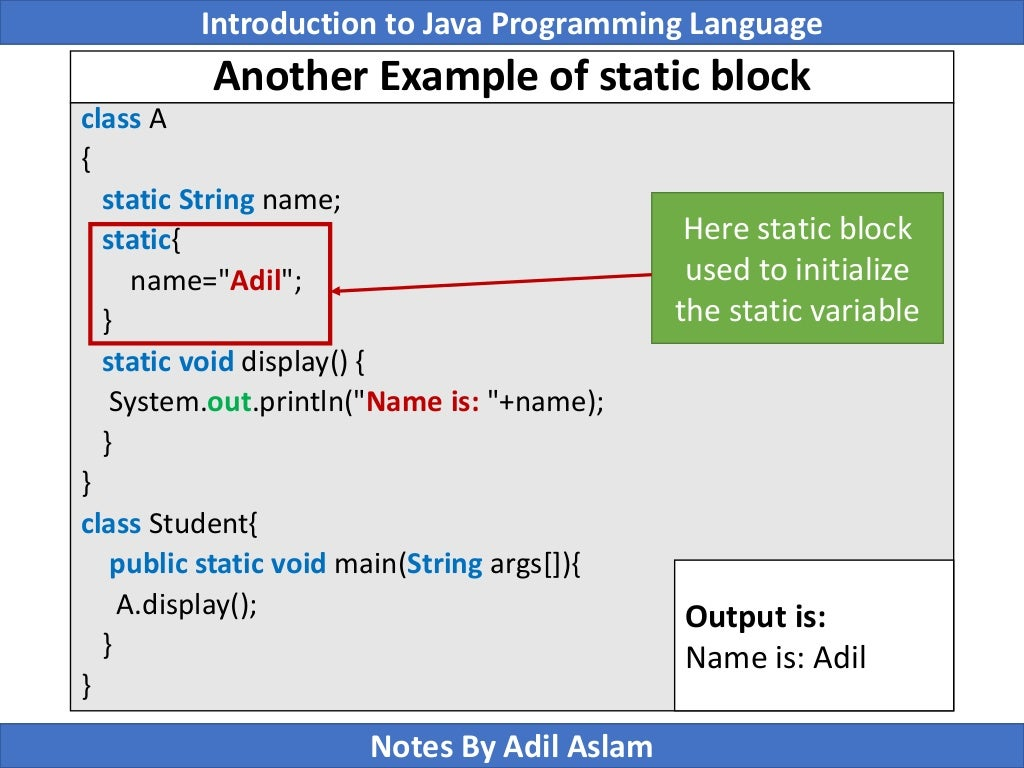 Introduction to Java Programming Language
Another Example of static block
class A
{
static String name;
static{
name="Adil";
}
static void display() {
System.out.println("Name is: "+name);
}
}
class Student{
public static void main(String args[]){
A.display();
}
}
Here static block
used to initialize
the static variable
Output is:
Name is: Adil
Notes By Adil Aslam